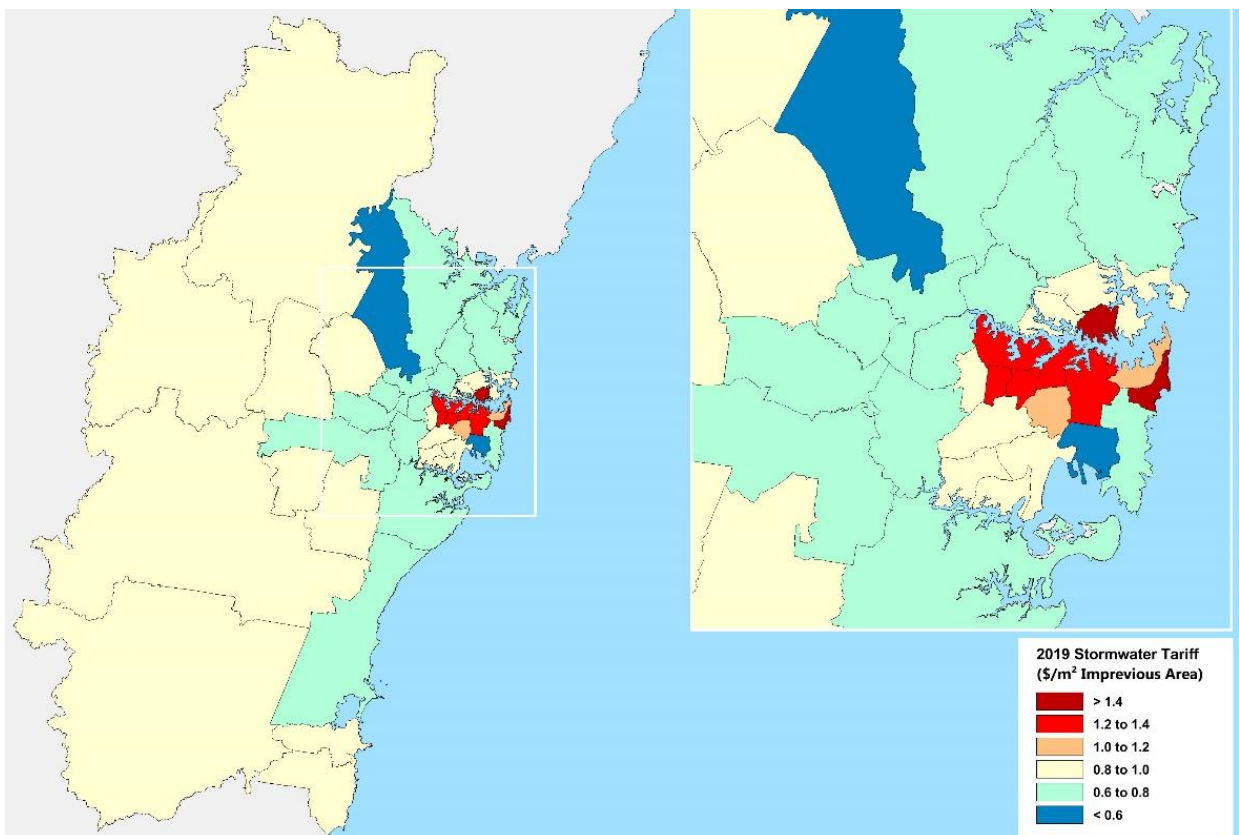 2019 Stormwater Tariff
($/m² Imprevious Area)
> 1.4
1.2 to 1.4
1.0 to 1.2
0.8 to 1.0
0.6 to 0.8
< 0.6